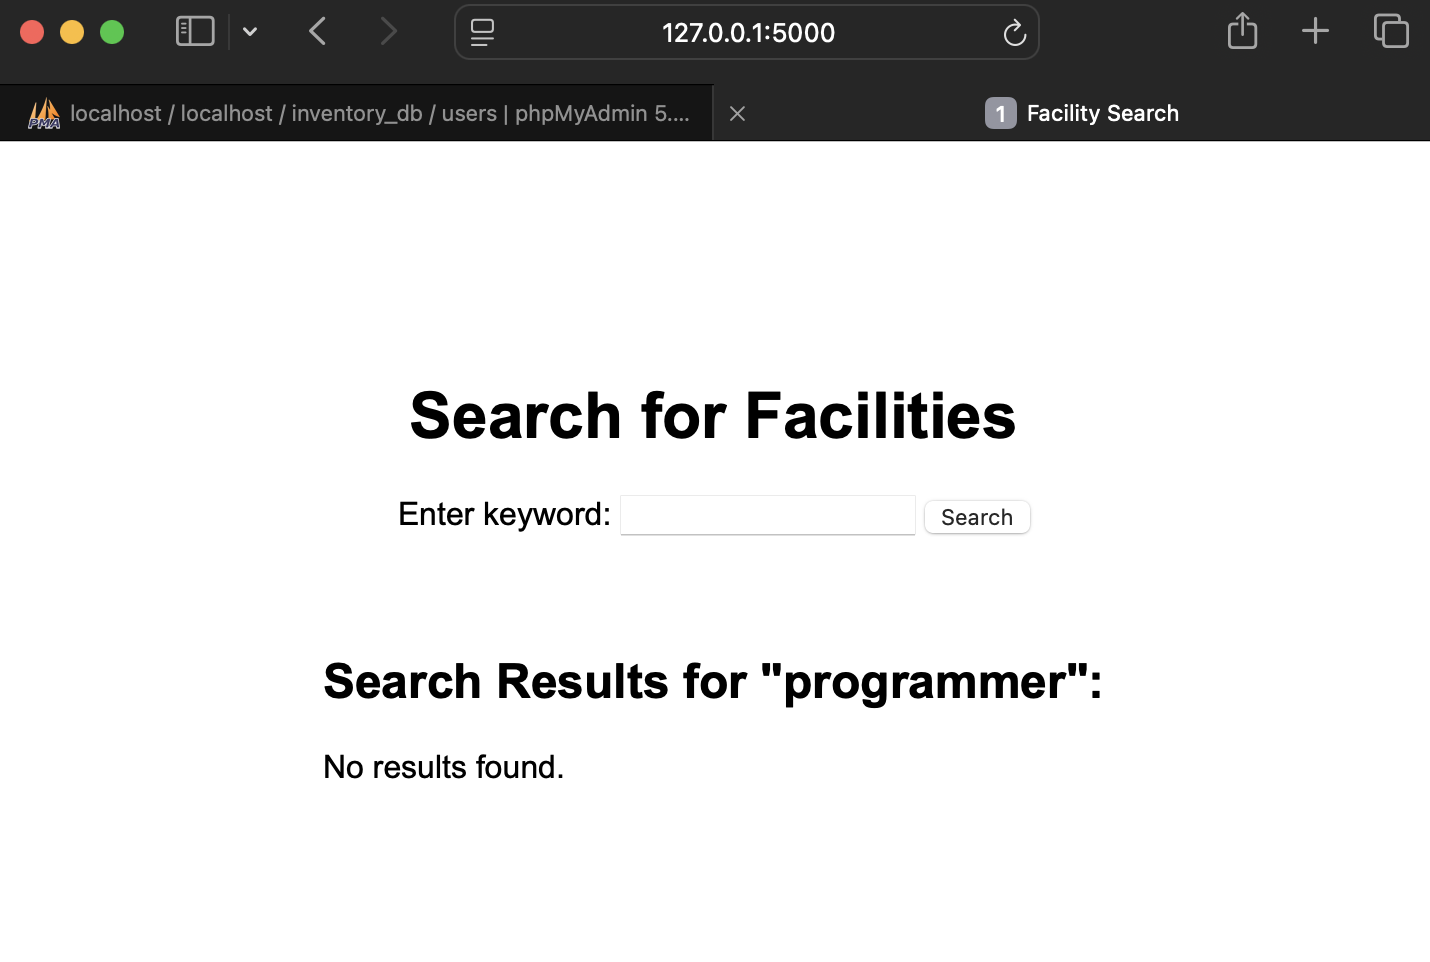 127.0.0.1:5000
PMA localhost / localhost / inventory_db / users | phpMyAdmin 5....
1 Facility Search
Search for Facilities
Enter keyword: Search
Search Results for "programmer":
No results found.